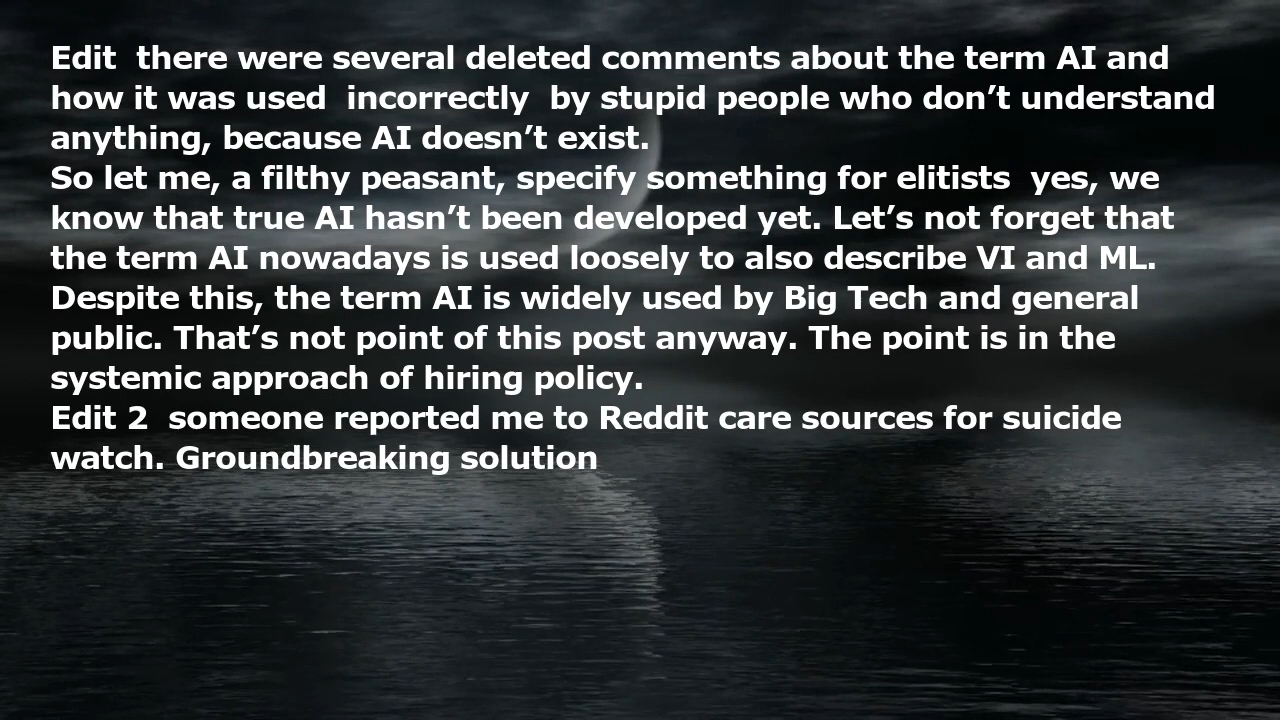 Edit  there were several deleted comments about the term AI and
how it was used  incorrectly  by stupid people who don’t understand
anything, because AI doesn’t exist.
So let me, a filthy peasant, specify something for elitists  yes, we
know that true AI hasn’t been developed yet. Let’s not forget that
the term AI nowadays is used loosely to also describe VI and ML.
Despite this, the term AI is widely used by Big Tech and general
public. That’s not point of this post anyway. The point is in the
systemic approach of hiring policy.
Edit 2  someone reported me to Reddit care sources for suicide
watch. Groundbreaking solution